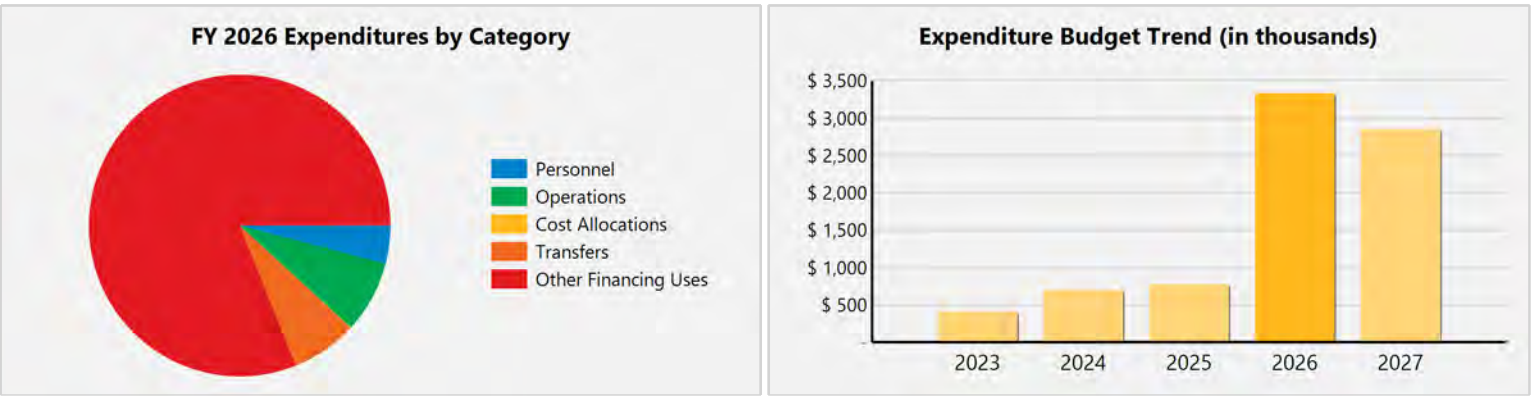 FY 2026 Expenditures by Category
Personnel
Operations
Cost Allocations
Transfers
Other Financing Uses
Expenditure Budget Trend (in thousands)
$ 3,500
$ 3,000
$ 2,500
$ 2,000
$ 1,500
$ 1,000
$ 500
-
2023 2024 2025 2026 2027